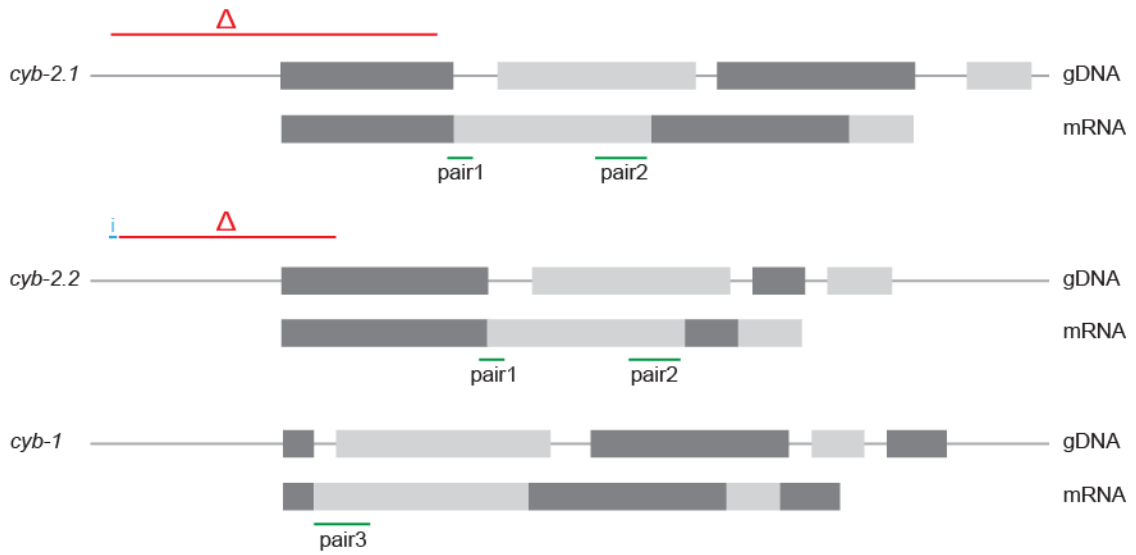 Δ
cyb-2.1 gDNA
mRNA
pair1 pair2
i Δ
cyb-2.2 gDNA
mRNA
pair1 pair2
cyb-1 gDNA
mRNA
pair3